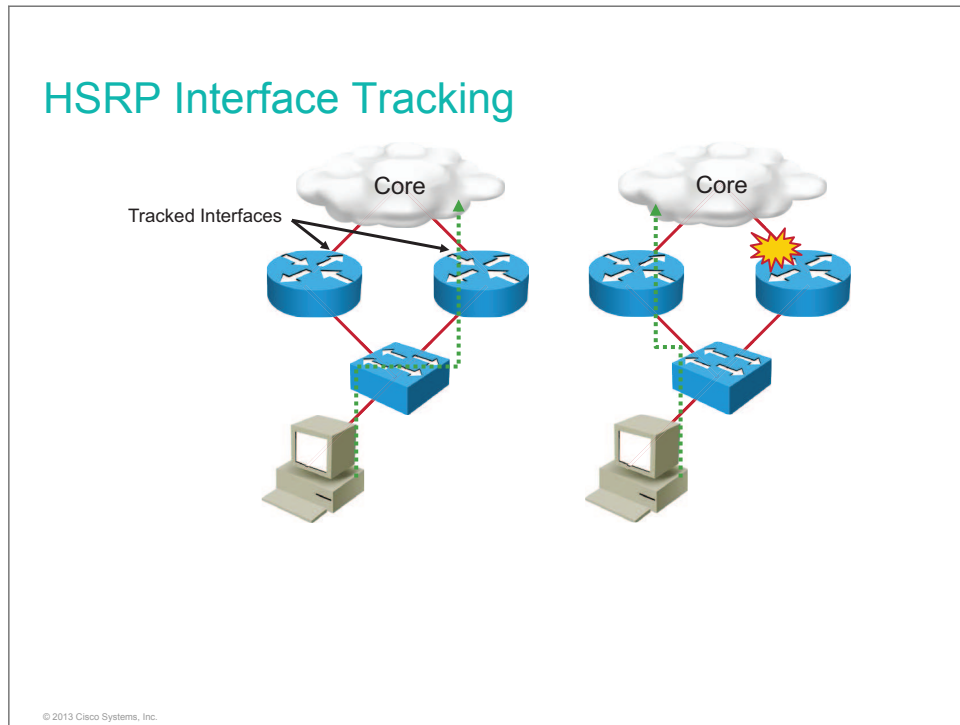 HSRP Interface Tracking
Core
Core
Tracked Interfaces
© 2013 Cisco Systems, Inc.